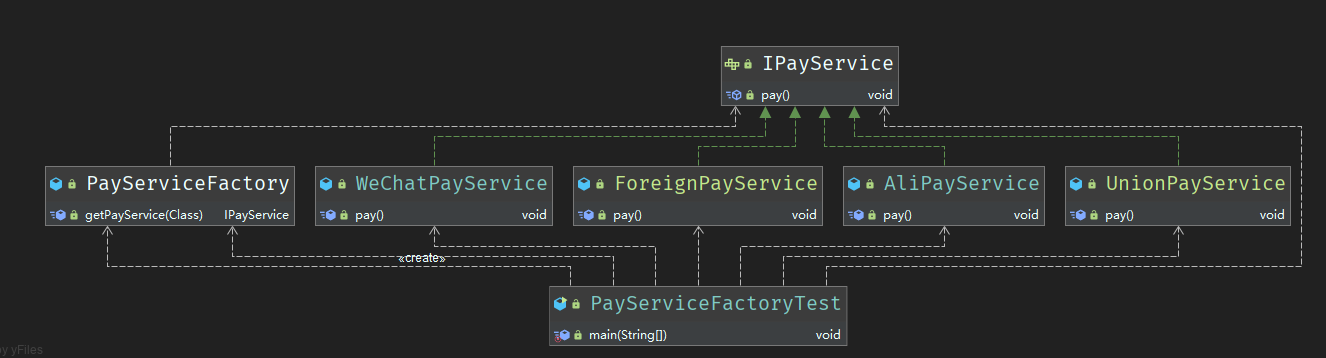 IPayService
pay() void
PayServiceFactory
getPayService(Class) IPayService
WeChatPayService
pay() void
ForeignPayService
pay() void
AliPayService
pay() void
UnionPayService
pay() void
«create»
PayServiceFactoryTest
main(String[]) void
by yFiles